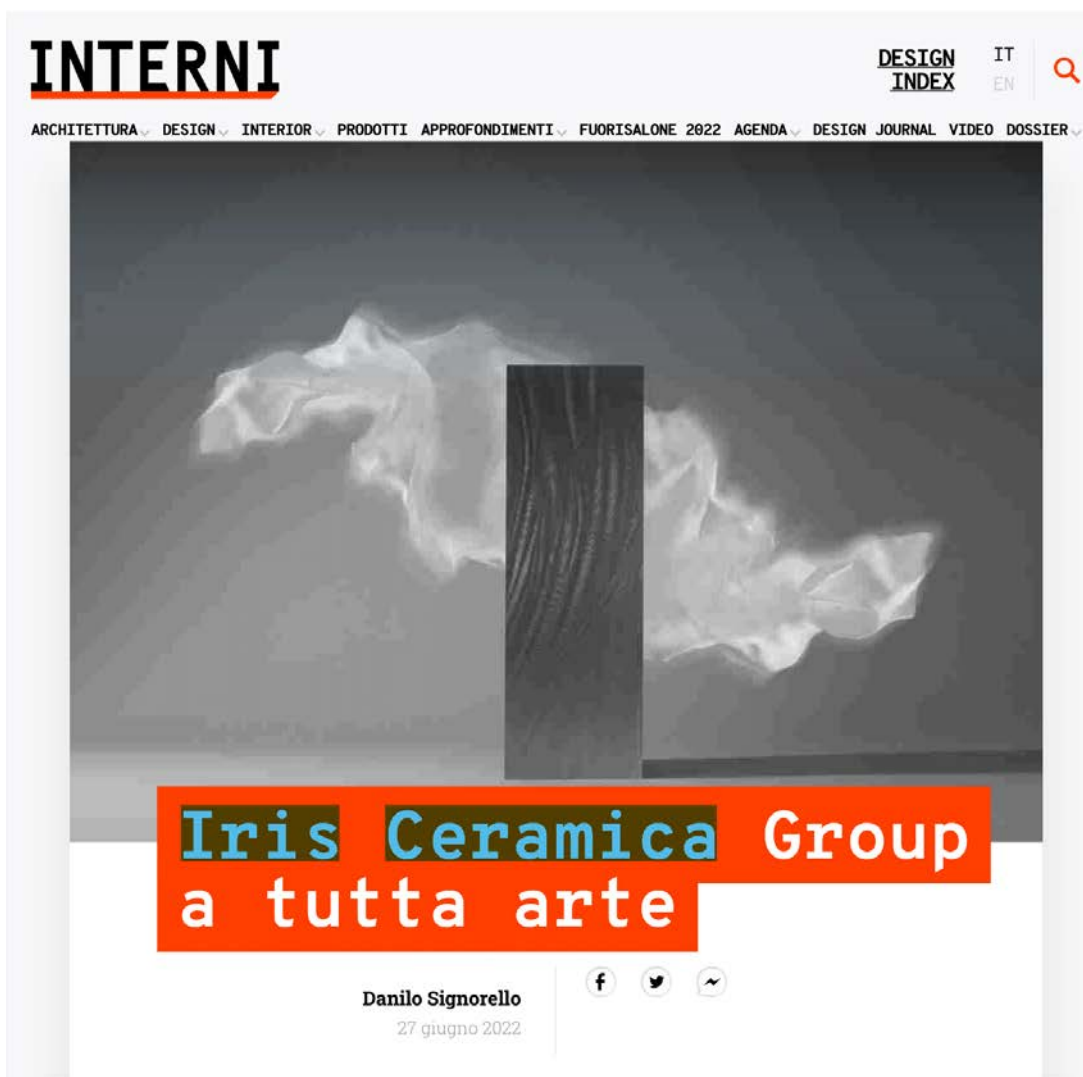 INTERNI
DESIGN
INDEX
IT
EN
ARCHITETTURA DESIGN INTERIOR PRODOTTI APPROFONDIMENTI FUORISALONE 2022 AGENDA DESIGN JOURNAL VIDEO DOSSIER
Iris Ceramica Group
a tutta arte
Danilo Signorello
27 giugno 2022